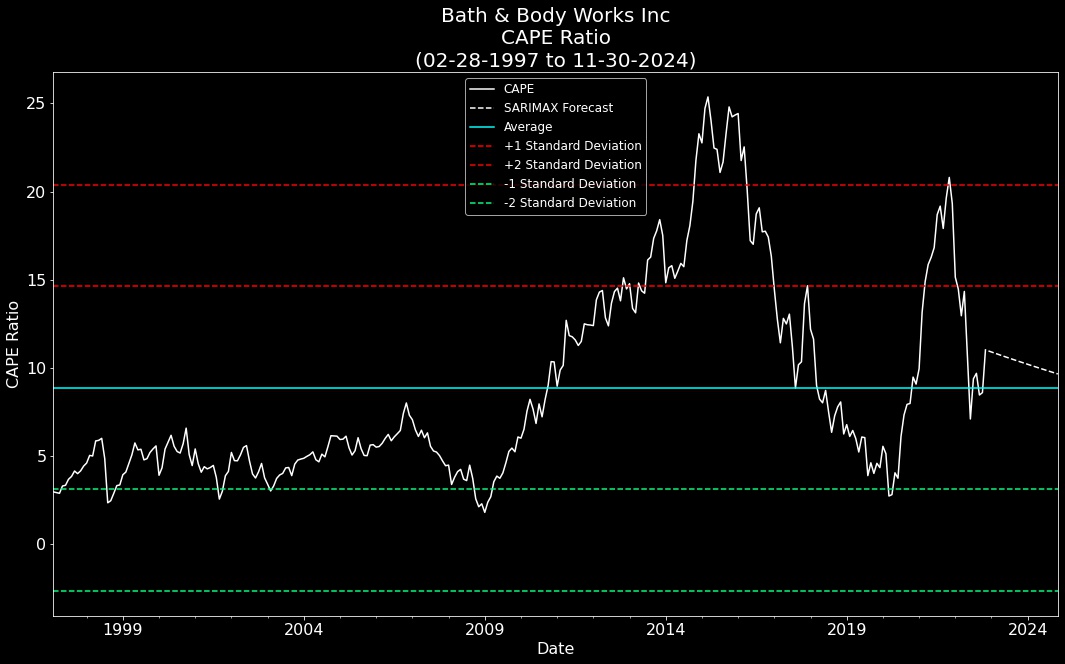 Bath & Body Works Inc
CAPE Ratio
(02-28-1997 to 11-30-2024)
CAPE
SARIMAX Forecast
Average
+1 Standard Deviation
+2 Standard Deviation
-1 Standard Deviation
-2 Standard Deviation
25
20
15
10
5
0
CAPE Ratio
1999 2004 2009 2014 2019 2024
Date